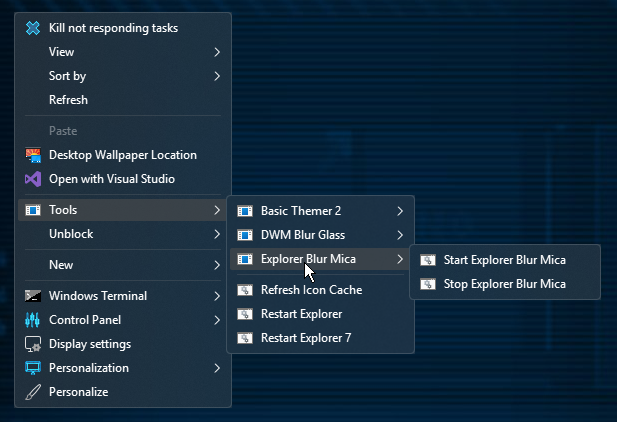 Kill not responding tasks
View
Sort by
Refresh
Paste
Desktop Wallpaper Location
Open with Visual Studio
Tools
Unblock
New
Windows Terminal
Control Panel
Display settings
Personalization
Personalize
Basic Themer 2
DWM Blur Glass
Explorer Blur Mica
Refresh Icon Cache
Restart Explorer
Restart Explorer 7
Start Explorer Blur Mica
Stop Explorer Blur Mica